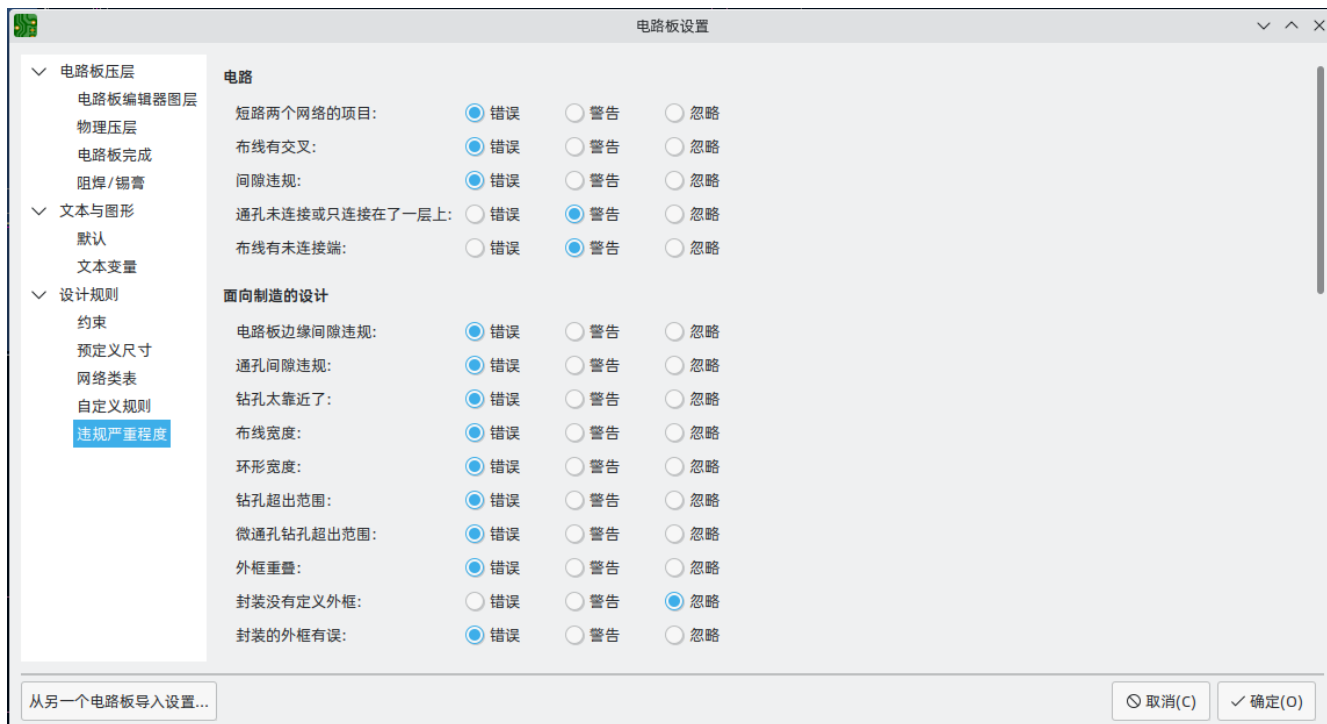 电路板设置
电路板压层
电路板编辑器图层
物理压层
电路板完成
阻焊/锡膏
文本与图形
默认
文本变量
设计规则
约束
预定义尺寸
网络类表
自定义规则
违规严重程度
电路
短路两个网络的项目: 错误 警告 忽略
布线有交叉: 错误 警告 忽略
间隙违规: 错误 警告 忽略
通孔未连接或只连接在了一层上: 错误 警告 忽略
布线有未连接端: 错误 警告 忽略
面向制造的设计
电路板边缘间隙违规: 错误 警告 忽略
通孔间隙违规: 错误 警告 忽略
钻孔太靠近了: 错误 警告 忽略
布线宽度: 错误 警告 忽略
环形宽度: 错误 警告 忽略
钻孔超出范围: 错误 警告 忽略
微通孔钻孔超出范围: 错误 警告 忽略
外框重叠: 错误 警告 忽略
封装没有定义外框: 错误 警告 忽略
封装的外框有误: 错误 警告 忽略
从另一个电路板导入设置... 取消(C) 确定(O)